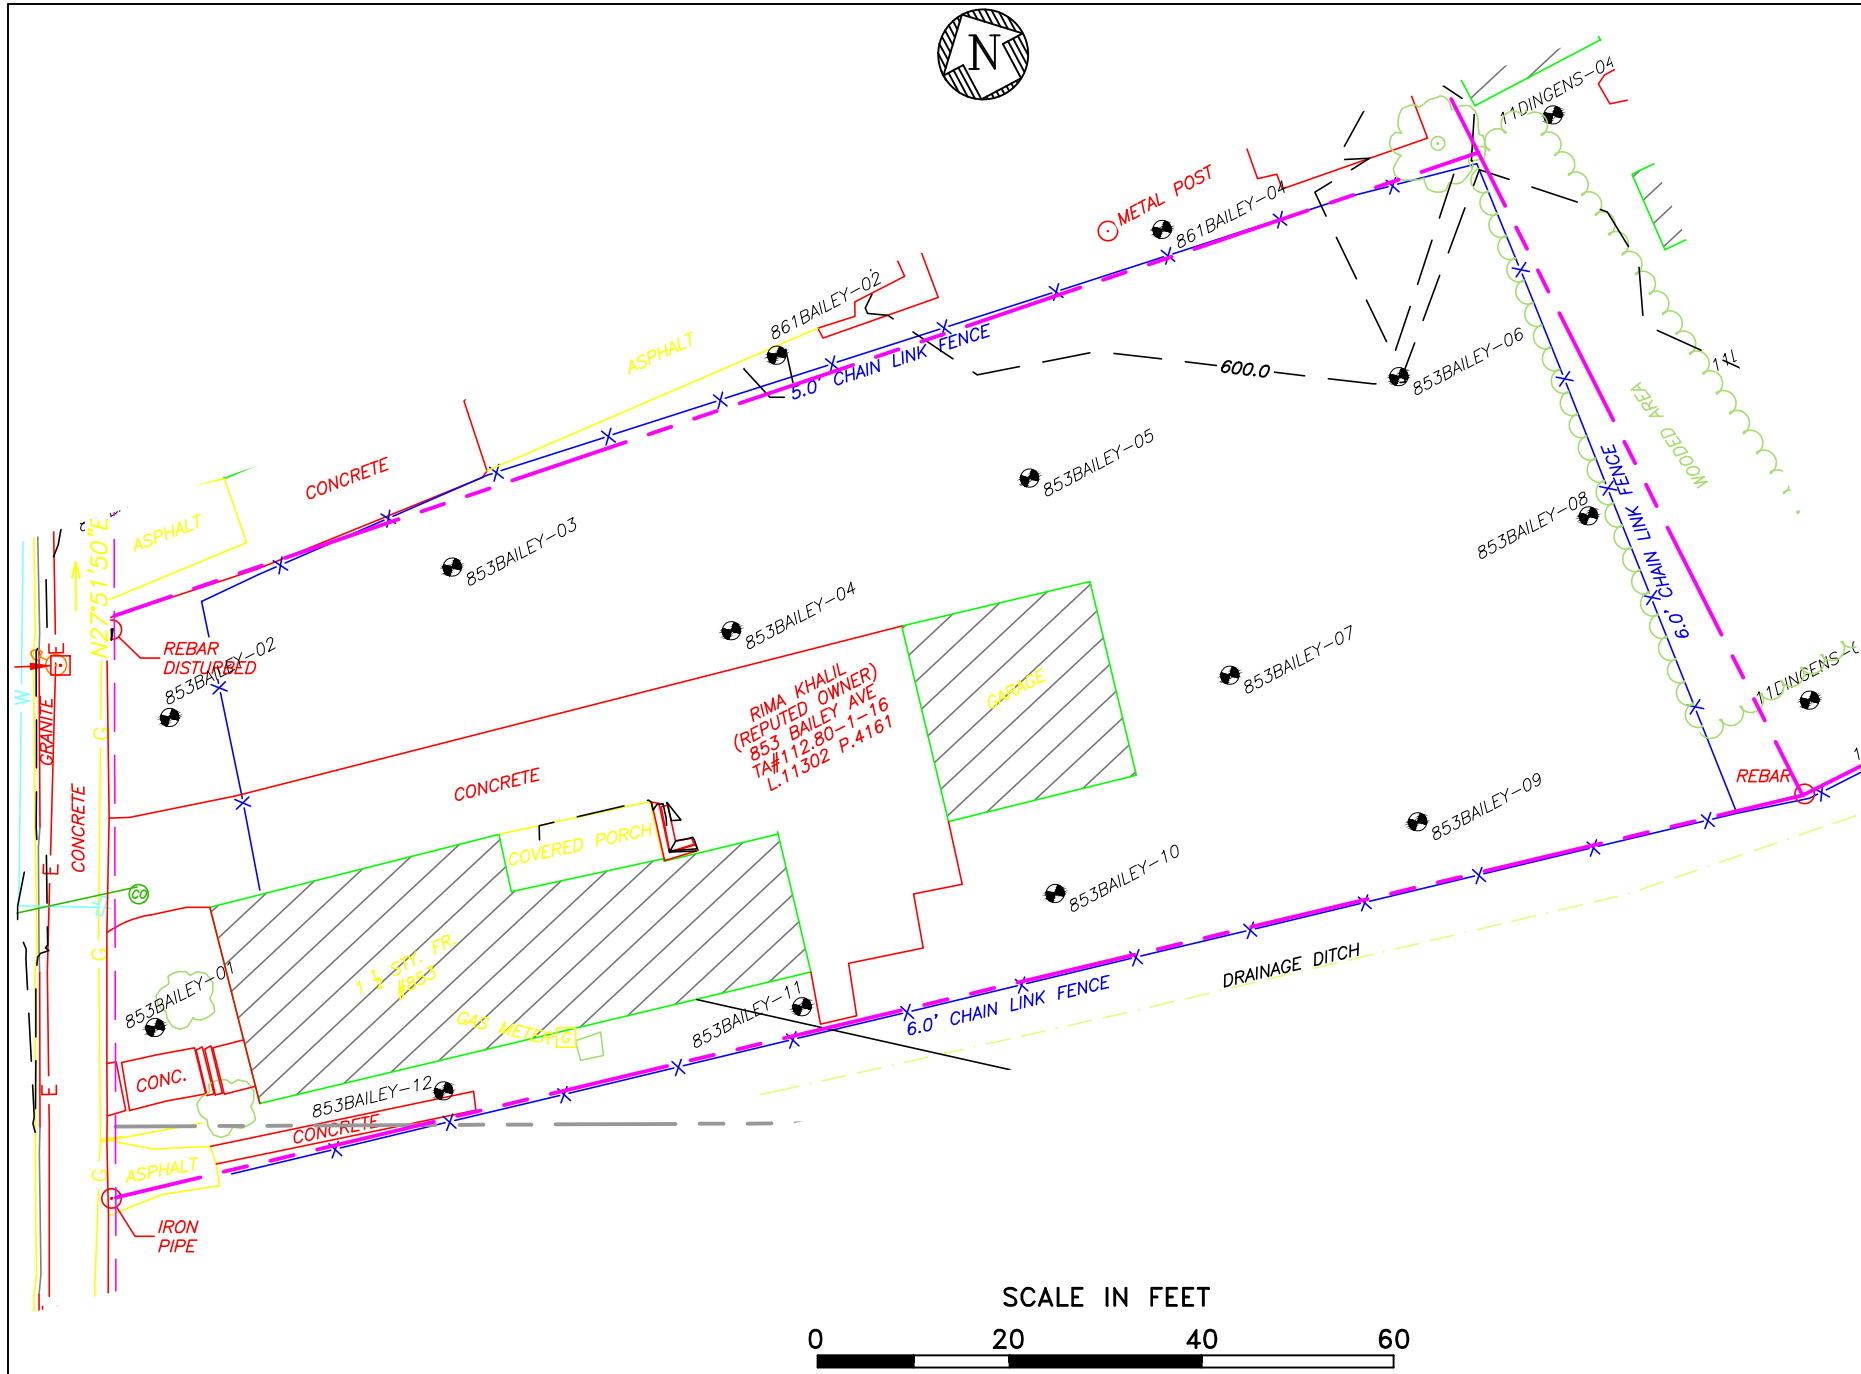 N
11DINGENS-04
METAL POST
861BAILEY-04
861BAILEY-02
ASPHALT
5.0' CHAIN LINK FENCE
600.0
853BAILEY-06
WOODED AREA
853BAILEY-05
CONCRETE
6.0' CHAIN LINK FENCE
853BAILEY-08
ASPHALT
N27°51'50"E
853BAILEY-03
853BAILEY-04
REBAR
DISTURBED
853BAILEY-02
E
W
GRANITE
CONCRETE
G
RIMA KHALIL
(REPUTED OWNER)
853 BAILEY AVE
TA#112.80-1-16
L.11302 P.4161
GARAGE
853BAILEY-07
11DINGENS-
REBAR
CONCRETE
COVERED PORCH
853BAILEY-09
853BAILEY-10
E
CO
G
1 ½ STY. FR.
#853
853BAILEY-01
DRAINAGE DITCH
6.0' CHAIN LINK FENCE
853BAILEY-11
GAS METER
G
CONC.
E
853BAILEY-12
CONCRETE
G
ASPHALT
IRON
PIPE
SCALE IN FEET
0 20 40 60